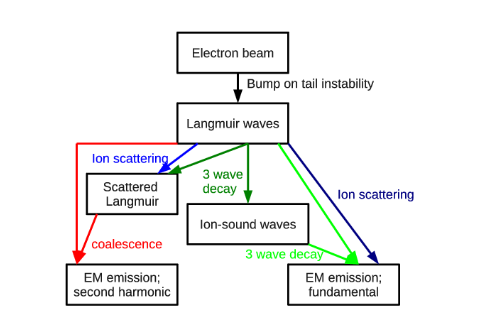 Electron beam
Bump on tail instability
Langmuir waves
Ion scattering
3 wave
decay
Scattered
Langmuir
Ion scattering
Ion-sound waves
coalescence
3 wave decay
EM emission;
second harmonic
EM emission;
fundamental